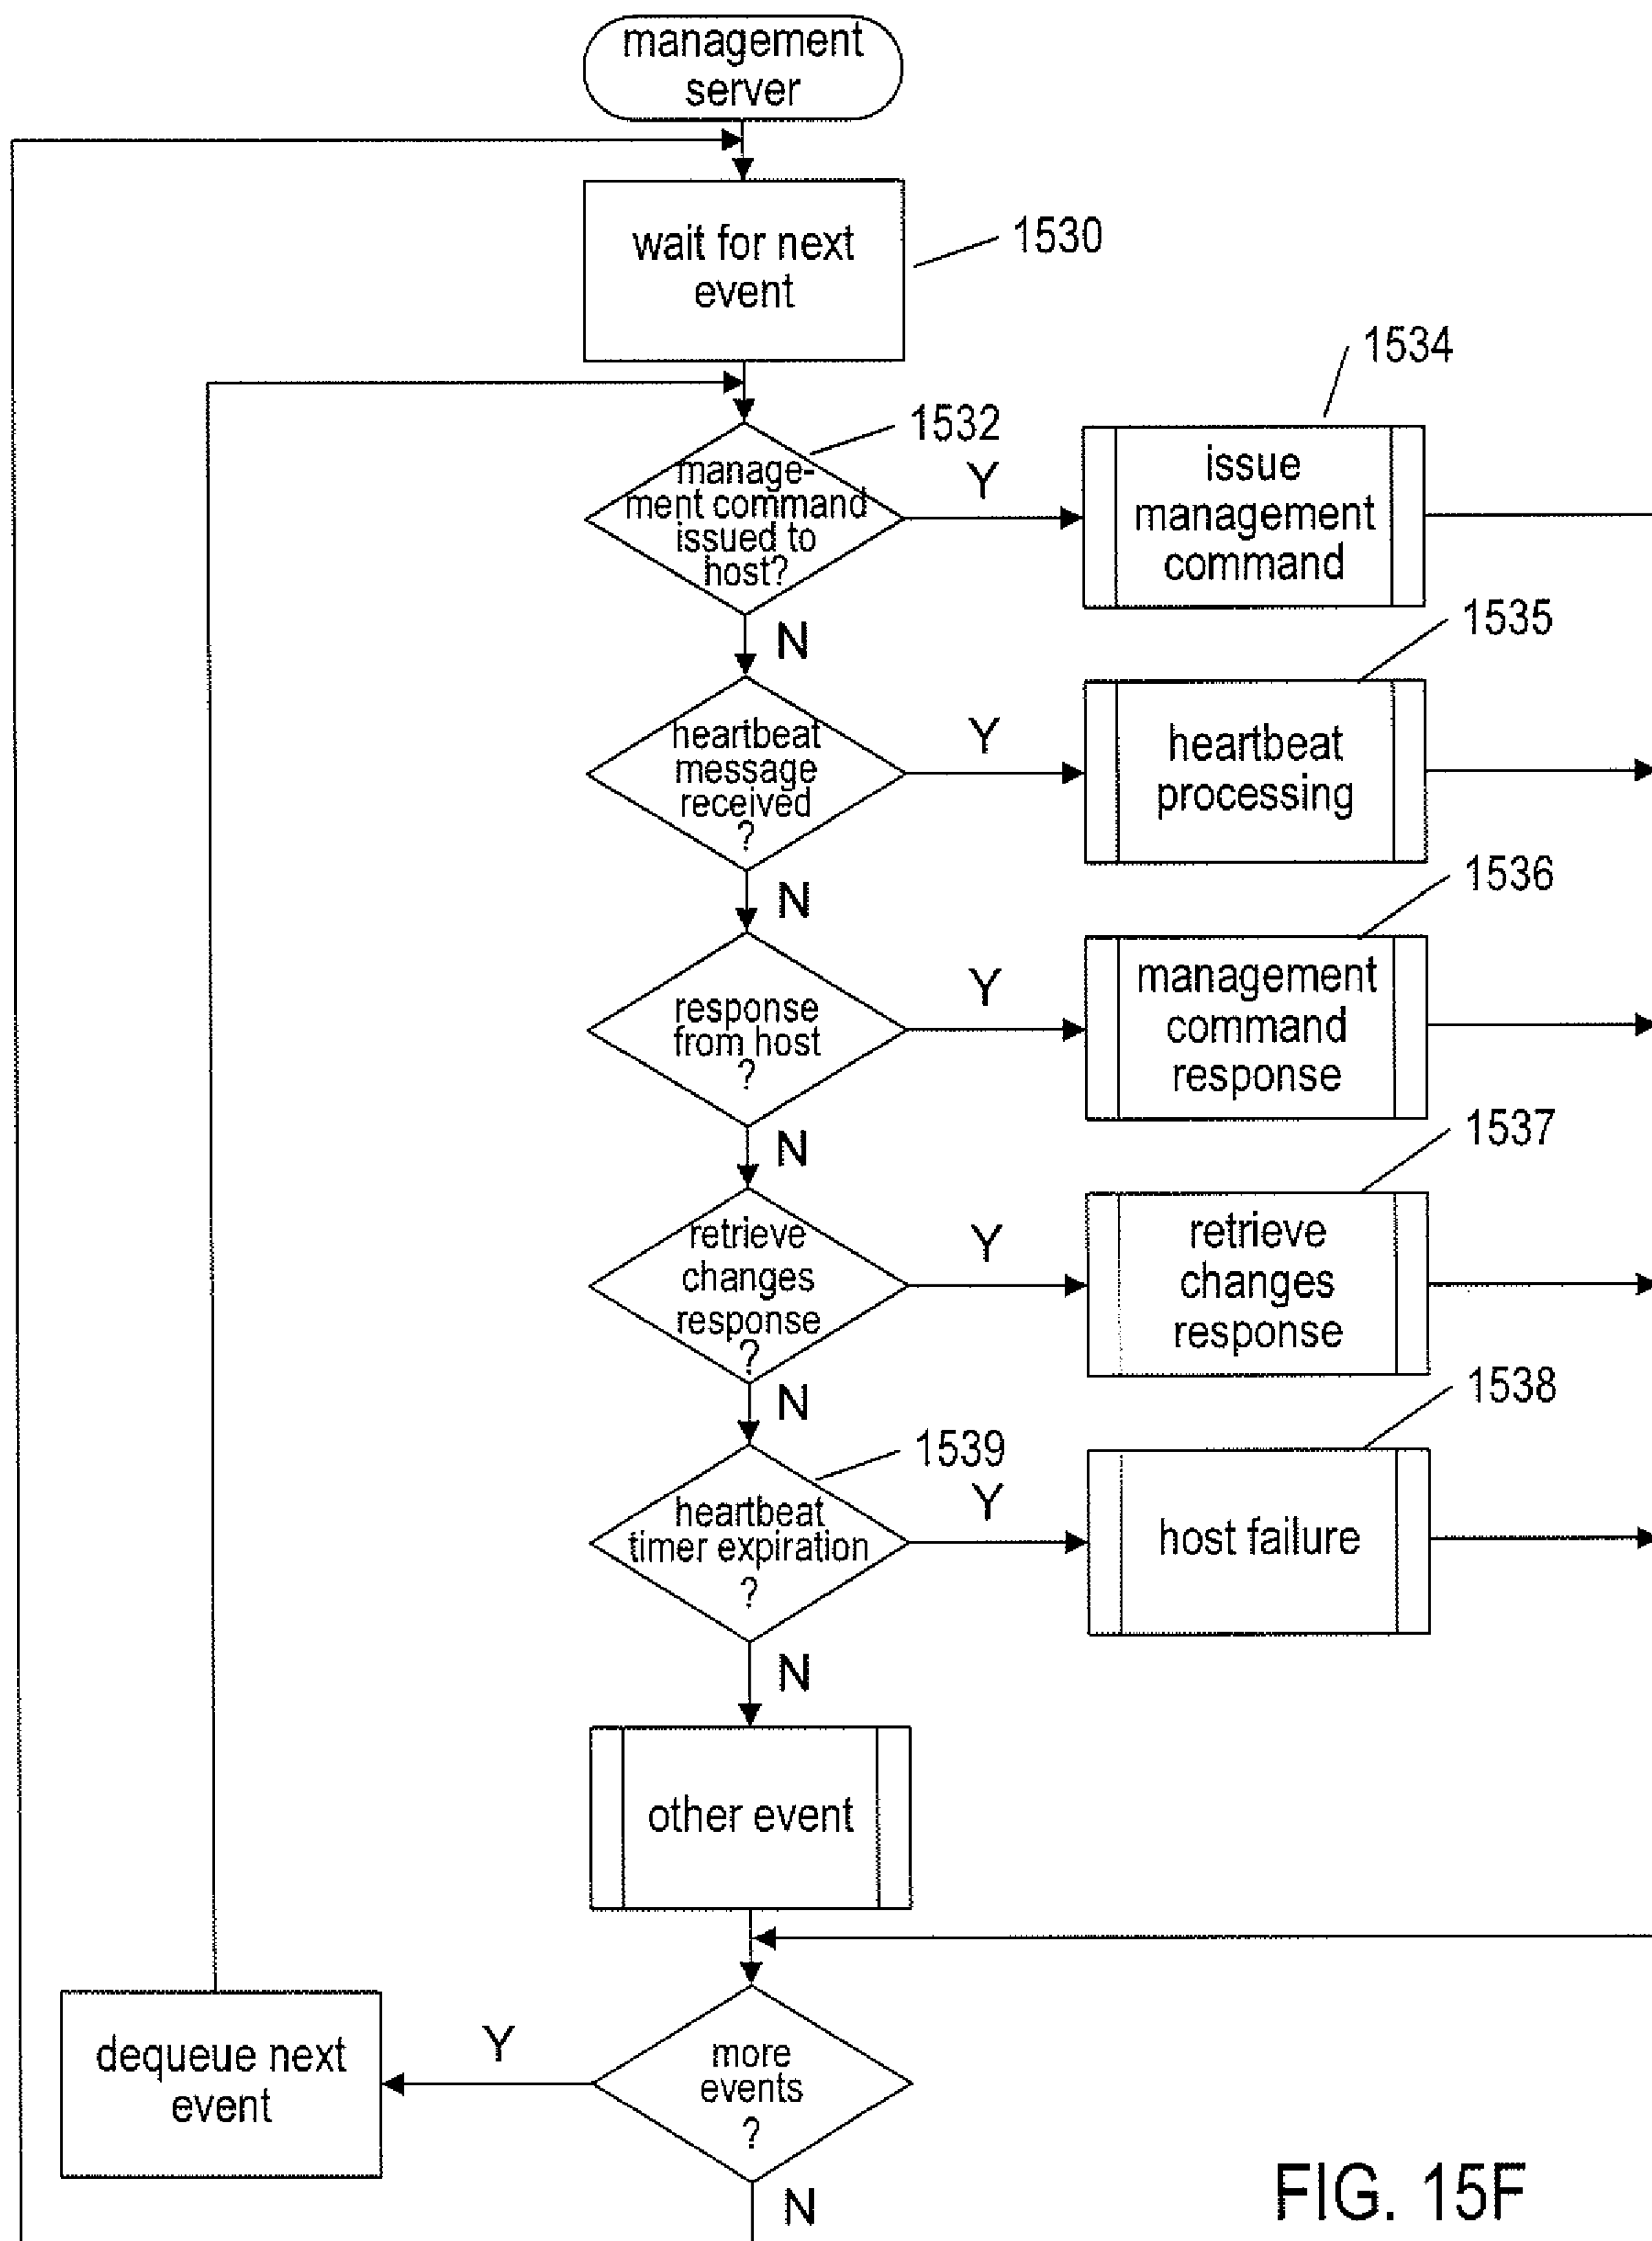 management
server
wait for next
event
1530
1534
1532
manage-
ment command
issued to
host?
Y
issue
management
command
N
1535
heartbeat
message
received
?
Y
heartbeat
processing
N
1536
response
from host
?
Y
management
command
response
N
1537
retrieve
changes
response
?
Y
retrieve
changes
response
N
1538
1539
heartbeat
timer expiration
?
Y
host failure
N
other event
dequeue next
event
Y
more
events
?
N
FIG. 15F